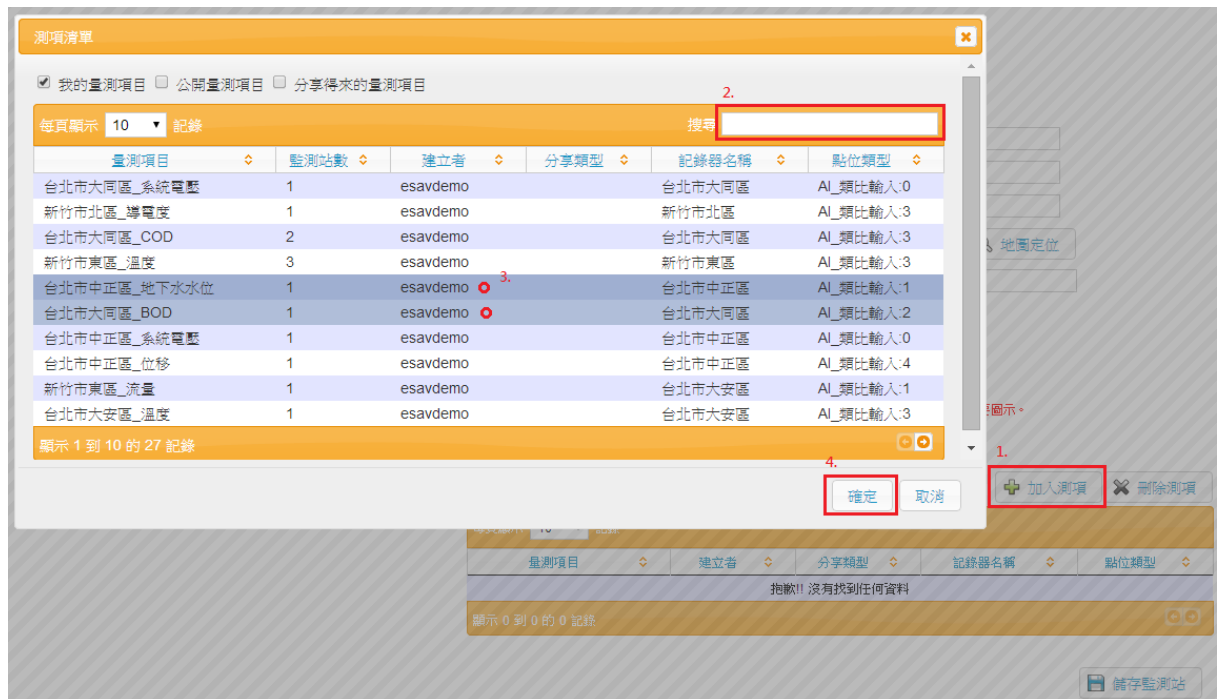 測項清單
我的量測項目 公開量測項目 分享得來的量測項目
2.
每頁顯示 10 記錄 搜尋
量測項目 監測站數 建立者 分享類型 記錄器名稱 點位類型
台北市大同區_系統電壓 1 esavdemo 台北市大同區 AI_類比輸入:0
新竹市北區_導電度 1 esavdemo 新竹市北區 AI_類比輸入:3
台北市大同區_COD 2 esavdemo 台北市大同區 AI_類比輸入:3
地圖定位
新竹市東區_溫度 3 esavdemo 新竹市東區 AI_類比輸入:3
3.
台北市中正區_地下水水位 1 esavdemo 台北市中正區 AI_類比輸入:1
台北市大同區_BOD 1 esavdemo 台北市大同區 AI_類比輸入:2
台北市中正區_系統電壓 1 esavdemo 台北市中正區 AI_類比輸入:0
台北市中正區_位移 1 esavdemo 台北市中正區 AI_類比輸入:4
新竹市東區_流量 1 esavdemo 台北市大安區 AI_類比輸入:1
台北市大安區_溫度 1 esavdemo 台北市大安區 AI_類比輸入:3
圖示。
顯示 1 到 10 的 27 記錄
1.
4.
加入測項 刪除測項
確定 取消
量測項目 建立者 分享類型 記錄器名稱 點位類型
抱歉!! 沒有找到任何資料
顯示 0 到 0 的 0 記錄
儲存監測站